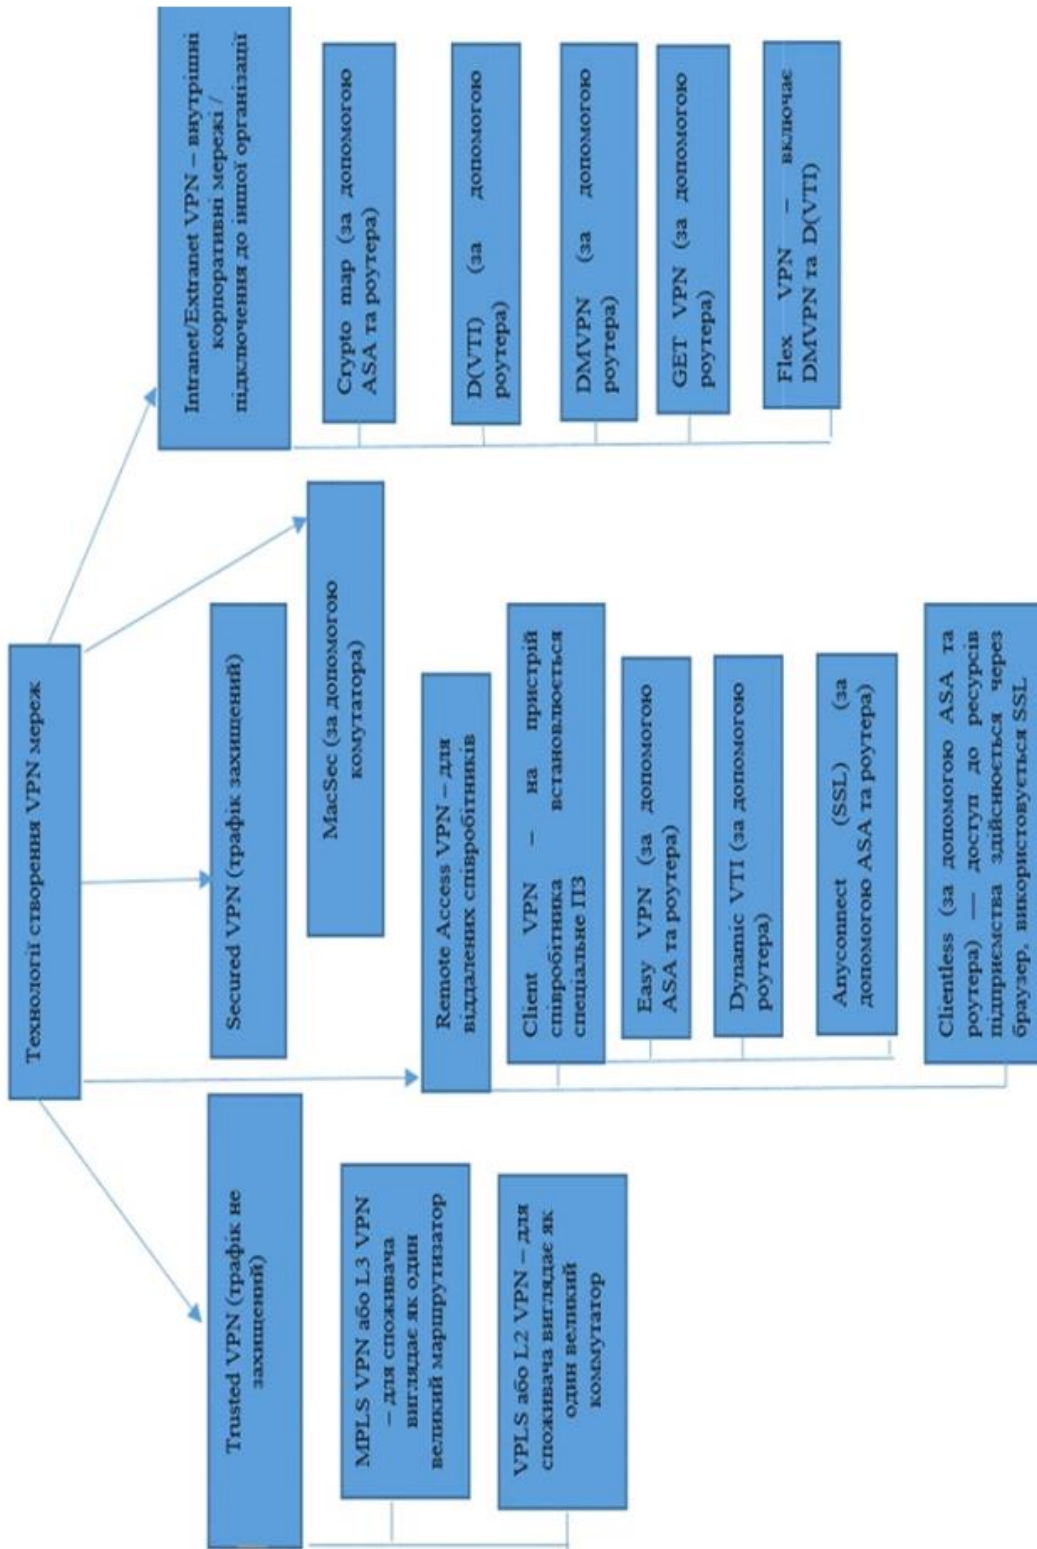 Технології створення VPN мереж
Trusted VPN (трафік не
захищений)
MPLS VPN або L3 VPN
– для споживача
виглядає як один
великий маршрутизатор
VPLS або L2 VPN – для
споживача виглядає як
один великий
коммутатор
Secured VPN (трафік захищений)
Remote Access VPN – для
віддалених співробітників
Client VPN – на пристрій
співробітника встановлюється
спеціальне ПЗ
Easy VPN (за допомогою
ASA та роутера)
Dynamic VTI (за допомогою
роутера)
Anyconnect (SSL) (за
допомогою ASA та роутера)
Clientless (за допомогою ASA та
роутера) — доступ до ресурсів
підприємства здійснюється через
браузер, використовується SSL
MacSec (за допомогою
комутатора)
Intranet/Extranet VPN – внутрішні
корпоративні мережі /
підключення до іншої організації
Crypto map (за допомогою
ASA та роутера)
D(VTI) (за допомогою
роутера)
DMVPN (за допомогою
роутера)
GET VPN (за допомогою
роутера)
Flex VPN – включає
DMVPN та D(VTI)